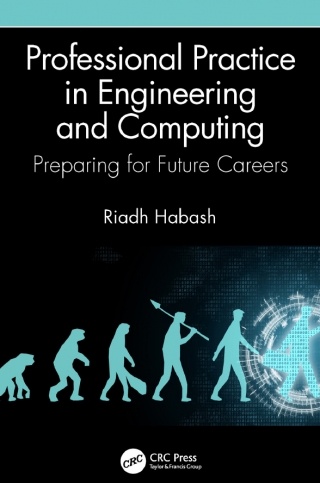 Professional Practice
in Engineering
and Computing
Preparing for Future Careers
Riadh Habash
CRC
CRC Press
Taylor & Francis Group